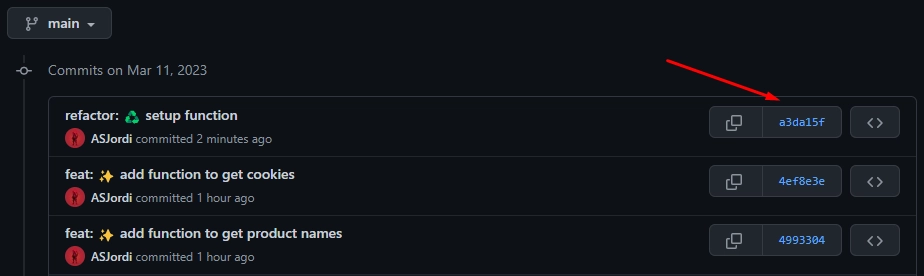 main
Commits on Mar 11, 2023
refactor: ♻️ setup function
a3da15f
ASJordi committed 2 minutes ago
feat: ✨ add function to get cookies
4ef8e3e
ASJordi committed 1 hour ago
feat: ✨ add function to get product names
4993304
ASJordi committed 1 hour ago